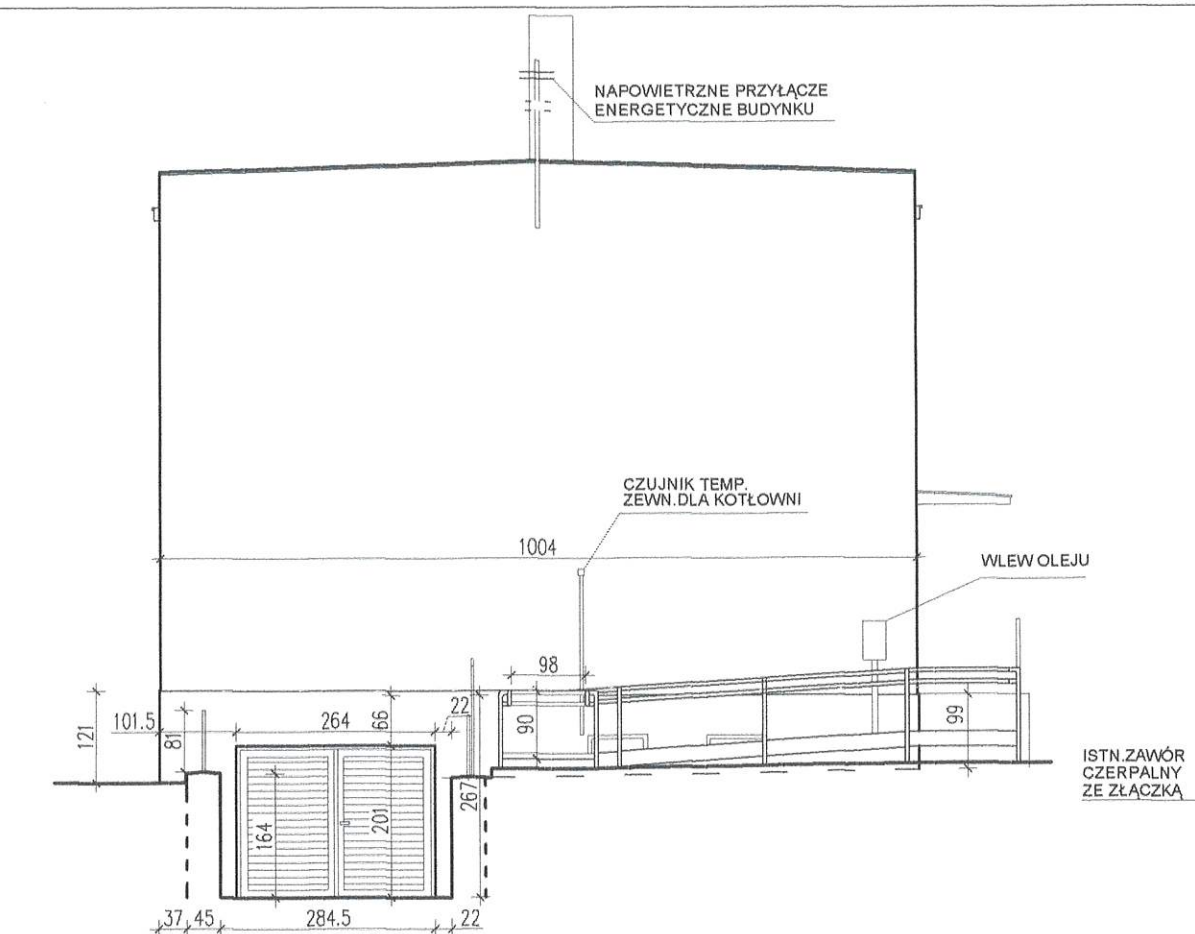 NAPOWIETRZNE PRZYŁĄCZE
ENERGETYCZNE BUDYNKU
CZUJNIK TEMP.
ZEWN.DLA KOTŁOWNI
1004
WLEW OLEJU
98
121
101.5
81
264
66
22
90
99
267
164
201
ISTN.ZAWÓR
CZERPALNY
ZE ZŁĄCZKĄ
37
45
284.5
22